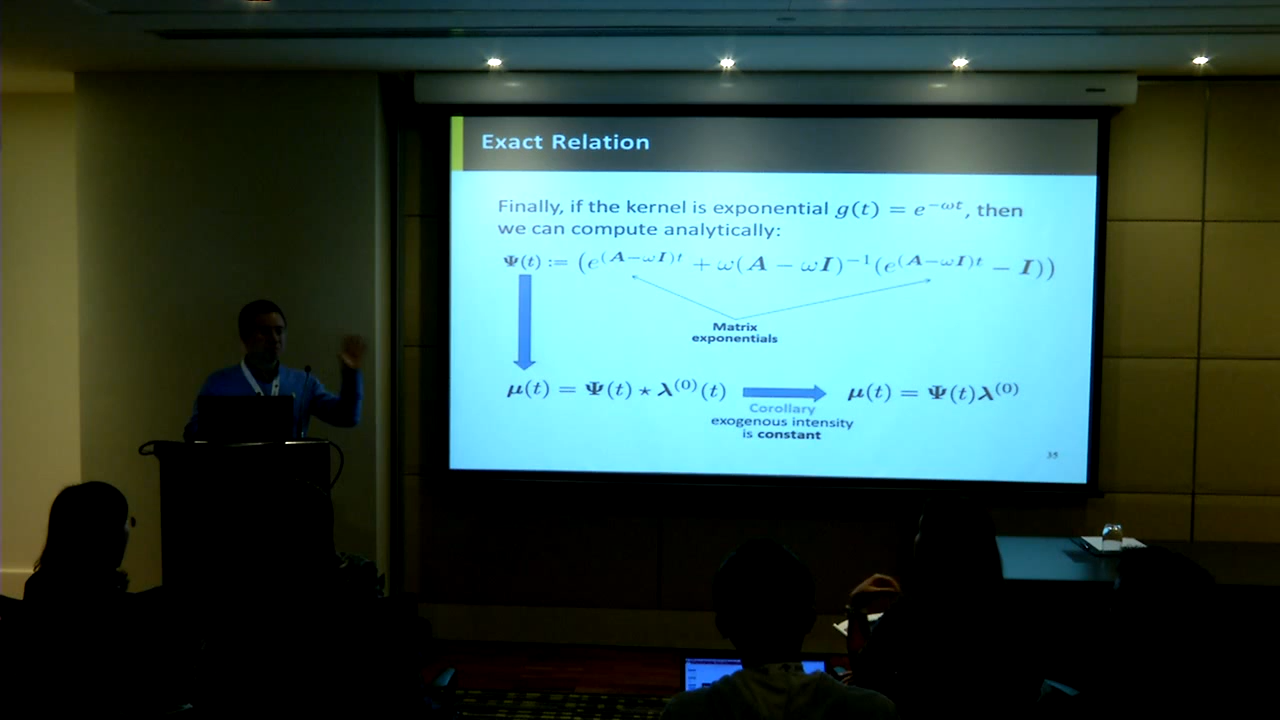 Exact Relation
Finally, if the kernel is exponential g(t) = e^{-ωt}, then
we can compute analytically:
Ψ(t) := (e^{(A-ωI)t} + ω(A - ωI)^{-1}(e^{(A-ωI)t} - I))
Matrix
exponentials
μ(t) = Ψ(t) ⋆ λ^{(0)}(t)
μ(t) = Ψ(t)λ^{(0)}
Corollary
exogenous intensity
is constant
35